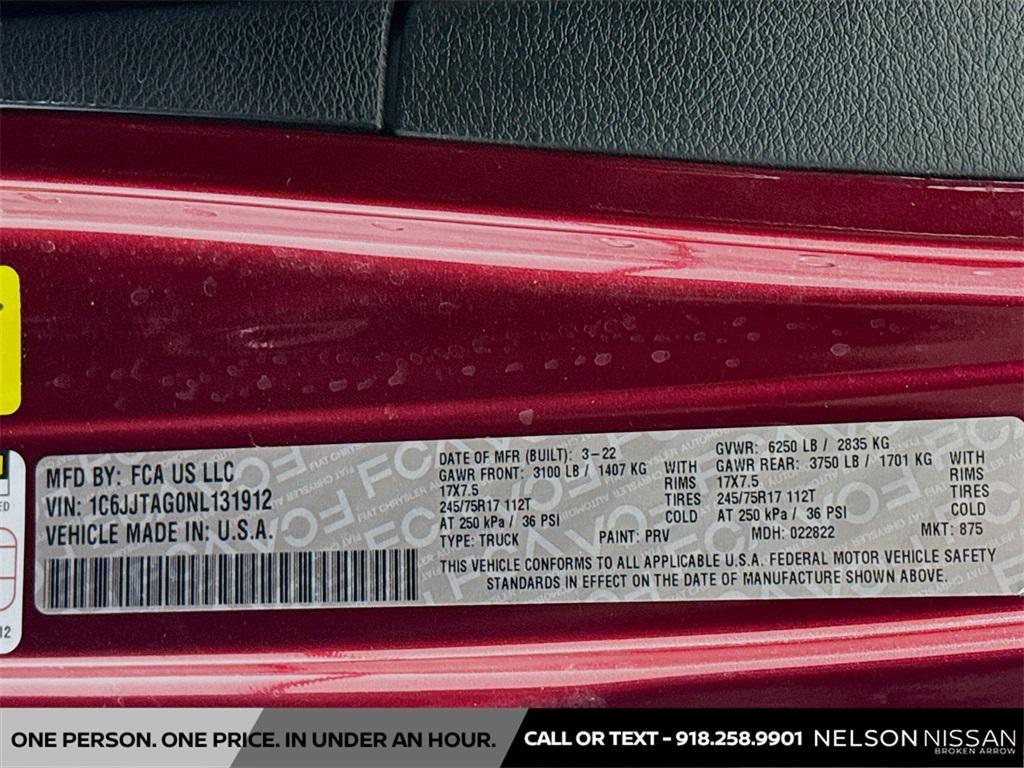 MFD BY: FCA US LLC
VIN: 1C6JJTAG0NL131912
VEHICLE MADE IN: U.S.A.
DATE OF MFR (BUILT): 3-22
GAWR FRONT: 3100 LB / 1407 KG
17X7.5
245/75R17 112T
AT 250 kPa / 36 PSI
TYPE: TRUCK
PAINT: PRV
WITH
RIMS
TIRES
COLD
GVWR: 6250 LB / 2835 KG
GAWR REAR: 3750 LB / 1701 KG
17X7.5
245/75R17 112T
AT 250 kPa / 36 PSI
MDH: 022822
WITH
RIMS
TIRES
COLD
MKT: 875
THIS VEHICLE CONFORMS TO ALL APPLICABLE U.S.A. FEDERAL MOTOR VEHICLE SAFETY
STANDARDS IN EFFECT ON THE DATE OF MANUFACTURE SHOWN ABOVE.
ONE PERSON. ONE PRICE. IN UNDER AN HOUR.
CALL OR TEXT - 918.258.9901
NELSON NISSAN
BROKEN ARROW